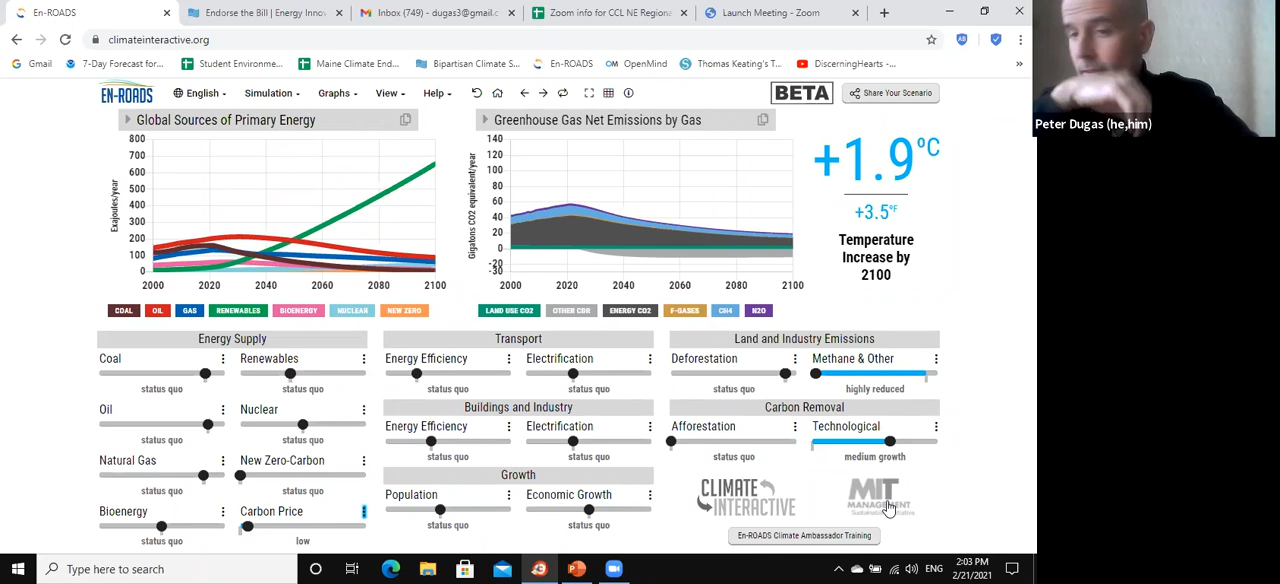 En-ROADS
Endorse the Bill | Energy Innov
Inbox (749) - dugas3@gmail.c
Zoom info for CCL NE Regiona
Launch Meeting - Zoom
climateinteractive.org
Gmail
7-Day Forecast for...
Student Environme...
Maine Climate End...
Bipartisan Climate S...
En-ROADS
OpenMind
Thomas Keating's T...
DiscerningHearts -...
EN-ROADS
English
Simulation
Graphs
View
Help
BETA
Share Your Scenario
Peter Dugas (he,him)
Global Sources of Primary Energy
800
700
600
500
400
300
200
100
0
Exajoules/year
2000 2020 2040 2060 2080 2100
COAL OIL GAS RENEWABLES BIOENERGY NUCLEAR NEW ZERO
Greenhouse Gas Net Emissions by Gas
140
120
100
80
60
40
20
0
-20
-30
Gigatons CO2 equivalent/year
2000 2020 2040 2060 2080 2100
LAND USE CO2 OTHER CDR ENERGY CO2 F-GASES CH4 N2O
+1.9°C
+3.5°F
Temperature
Increase by
2100
Energy Supply
Coal
status quo
Renewables
status quo
Oil
status quo
Nuclear
status quo
Natural Gas
status quo
New Zero-Carbon
status quo
Bioenergy
status quo
Carbon Price
low
Transport
Energy Efficiency
status quo
Electrification
status quo
Buildings and Industry
Energy Efficiency
status quo
Electrification
status quo
Growth
Population
status quo
Economic Growth
status quo
Land and Industry Emissions
Deforestation
status quo
Methane & Other
highly reduced
Carbon Removal
Afforestation
status quo
Technological
medium growth
CLIMATE
INTERACTIVE
MIT
MANAGEMENT
En-ROADS Climate Ambassador Training
Type here to search
ENG
2:03 PM
2/21/2021